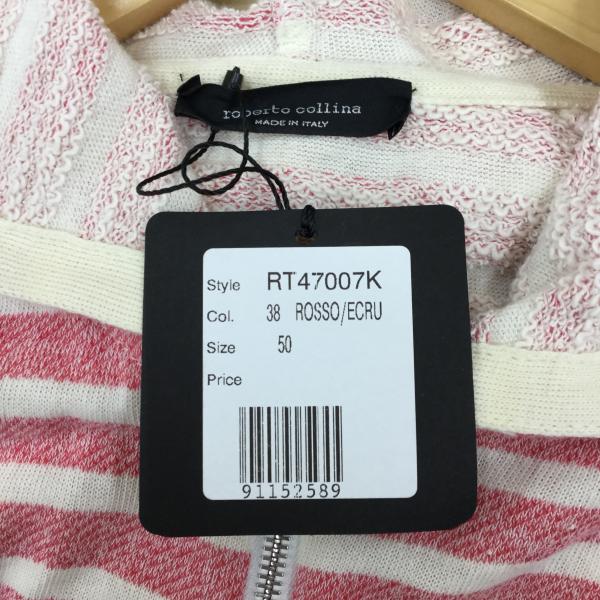 roberto collina
MADE IN ITALY
Style RT47007K
Col. 38 ROSSO/ECRU
Size 50
Price
91152589